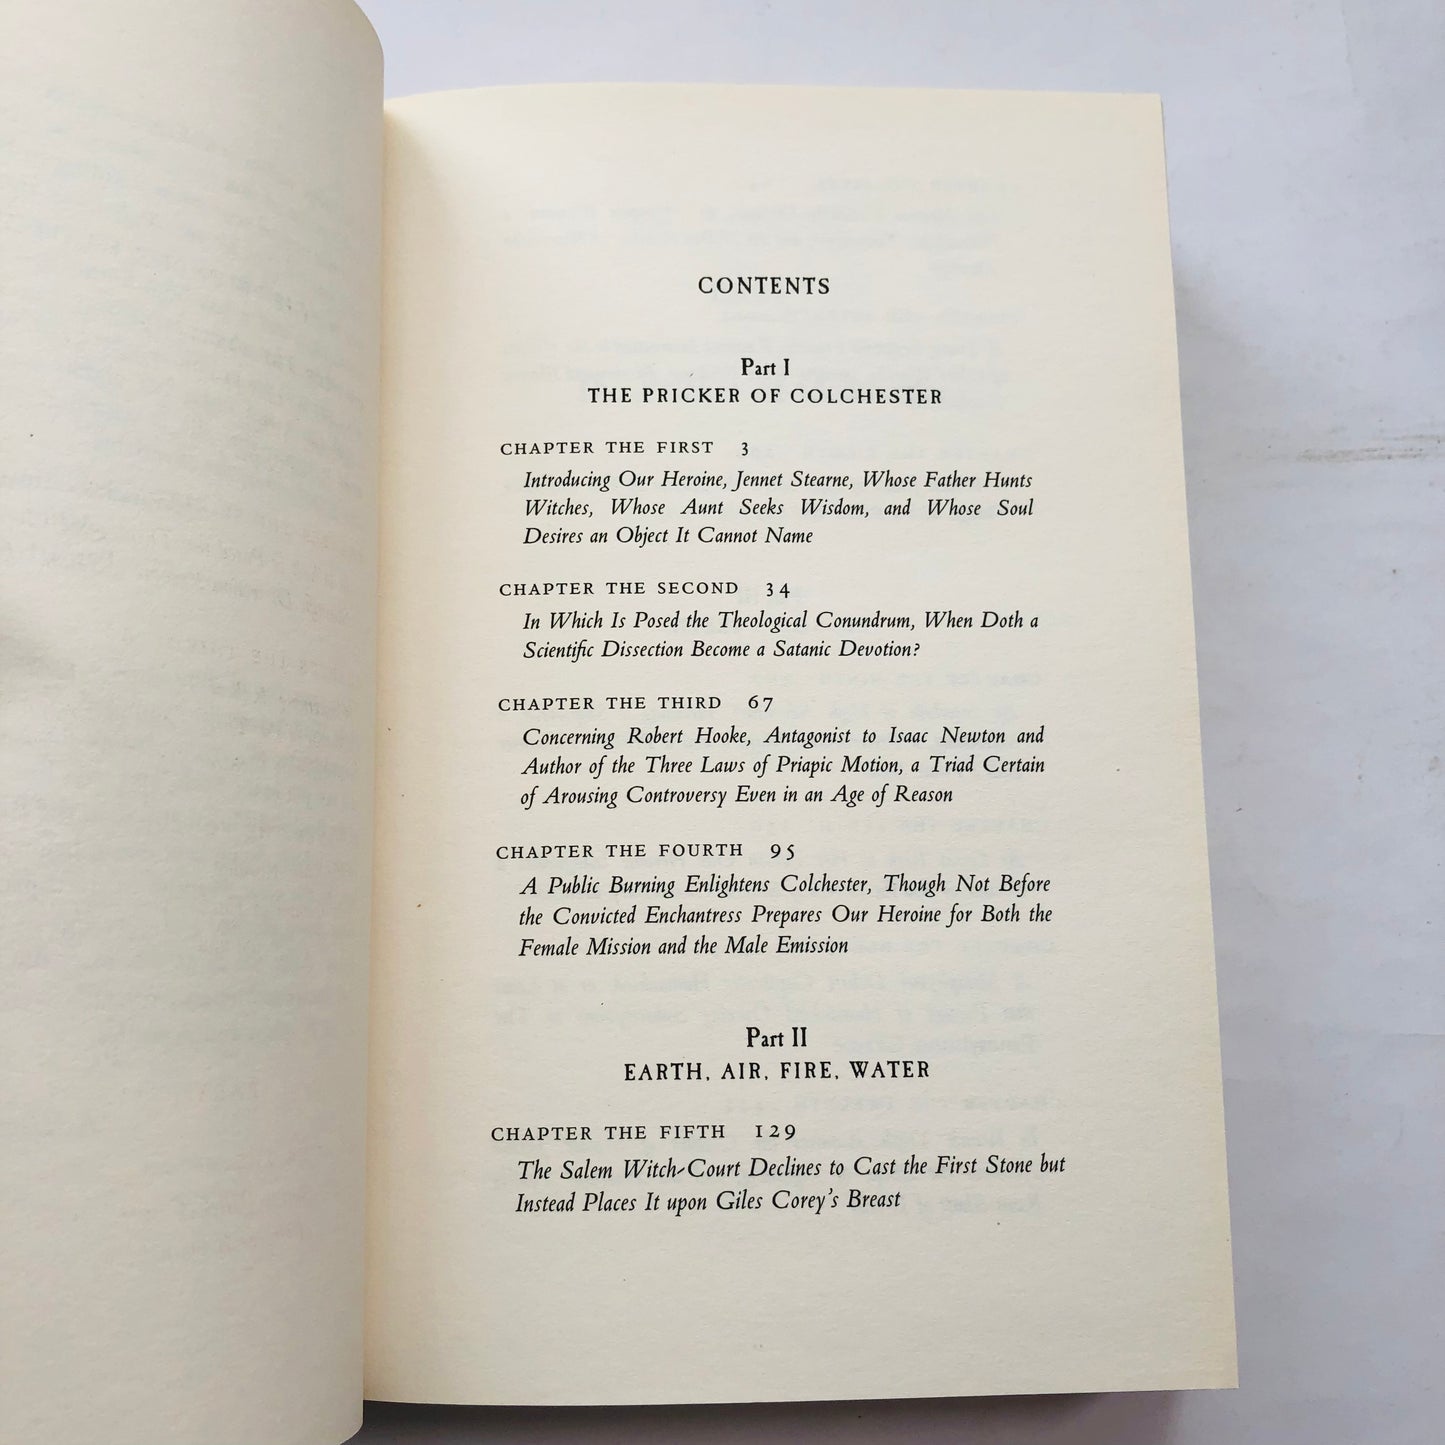 CONTENTS
Part I
THE PRICKER OF COLCHESTER
CHAPTER THE FIRST 3
Introducing Our Heroine, Jennet Stearne, Whose Father Hunts
Witches, Whose Aunt Seeks Wisdom, and Whose Soul
Desires an Object It Cannot Name
CHAPTER THE SECOND 34
In Which Is Posed the Theological Conundrum, When Doth a
Scientific Dissection Become a Satanic Devotion?
CHAPTER THE THIRD 67
Concerning Robert Hooke, Antagonist to Isaac Newton and
Author of the Three Laws of Priapic Motion, a Triad Certain
of Arousing Controversy Even in an Age of Reason
CHAPTER THE FOURTH 95
A Public Burning Enlightens Colchester, Though Not Before
the Convicted Enchantress Prepares Our Heroine for Both the
Female Mission and the Male Emission
Part II
EARTH, AIR, FIRE, WATER
CHAPTER THE FIFTH 129
The Salem Witch-Court Declines to Cast the First Stone but
Instead Places It upon Giles Corey's Breast